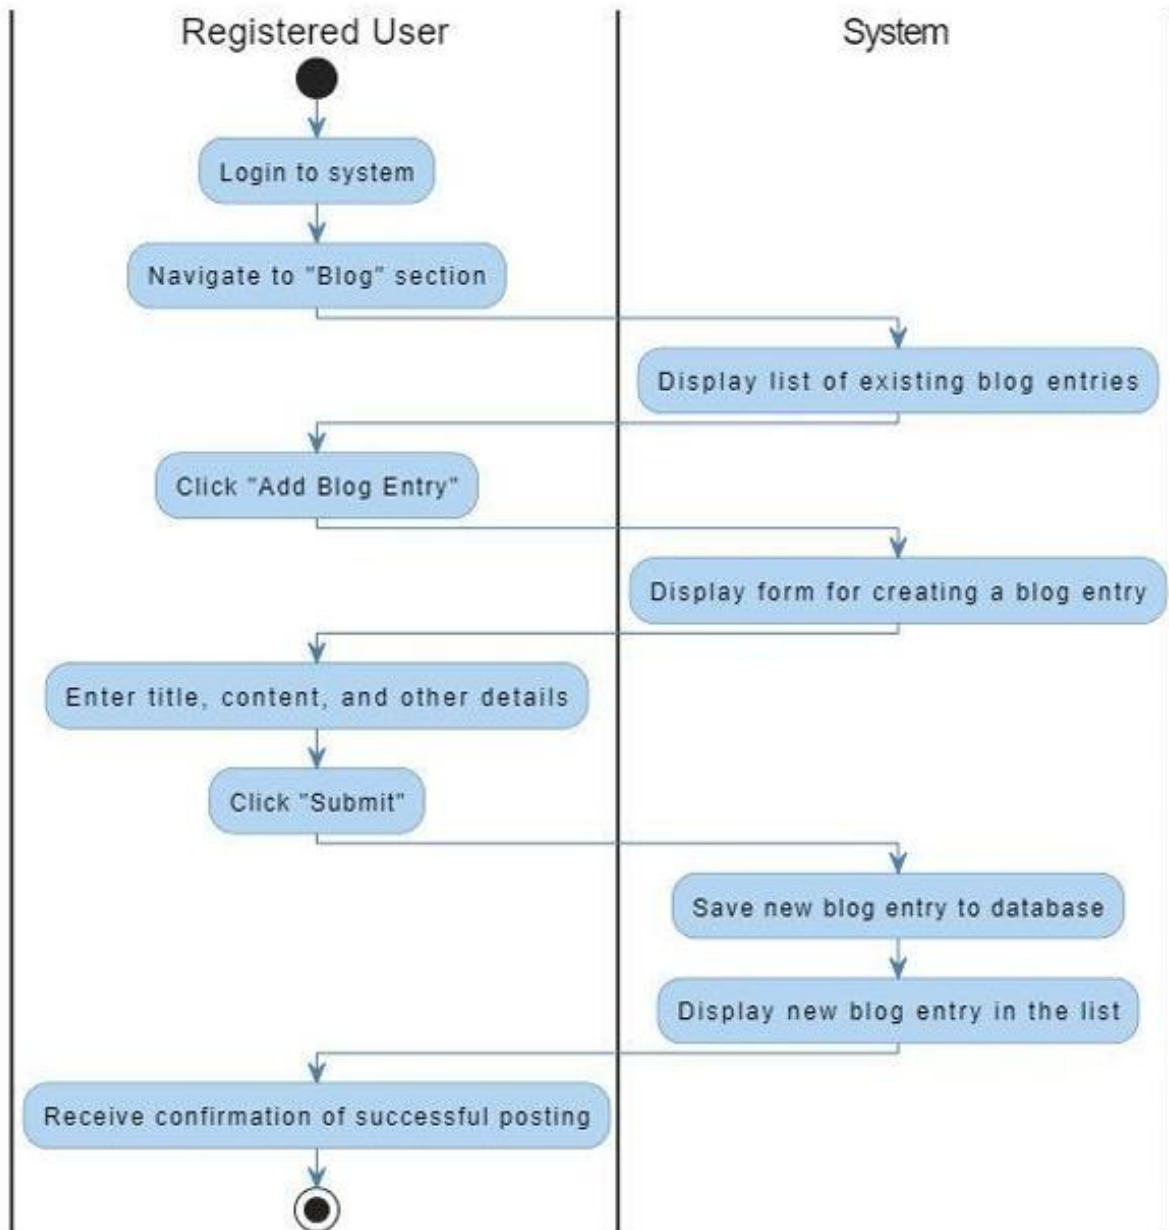 Registered User
System
Login to system
Navigate to "Blog" section
Display list of existing blog entries
Click "Add Blog Entry"
Display form for creating a blog entry
Enter title, content, and other details
Click "Submit"
Save new blog entry to database
Display new blog entry in the list
Receive confirmation of successful posting